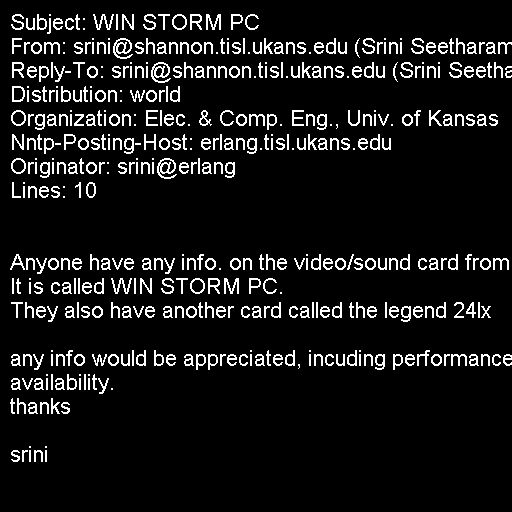 Subject: WIN STORM PC
From: srini@shannon.tisl.ukans.edu (Srini Seetharam
Reply-To: srini@shannon.tisl.ukans.edu (Srini Seetha
Distribution: world
Organization: Elec. & Comp. Eng., Univ. of Kansas
Nntp-Posting-Host: erlang.tisl.ukans.edu
Originator: srini@erlang
Lines: 10

Anyone have any info. on the video/sound card from
It is called WIN STORM PC.
They also have another card called the legend 24lx

any info would be appreciated, incuding performance
availability.
thanks

srini